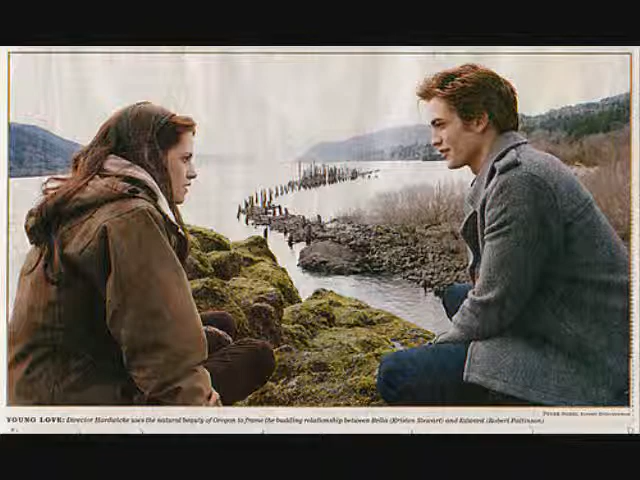 YOUNG LOVE: Director Hardwicke uses the natural beauty of Oregon to frame the budding relationship between Bella (Kristen Stewart) and Edward (Robert Pattinson)